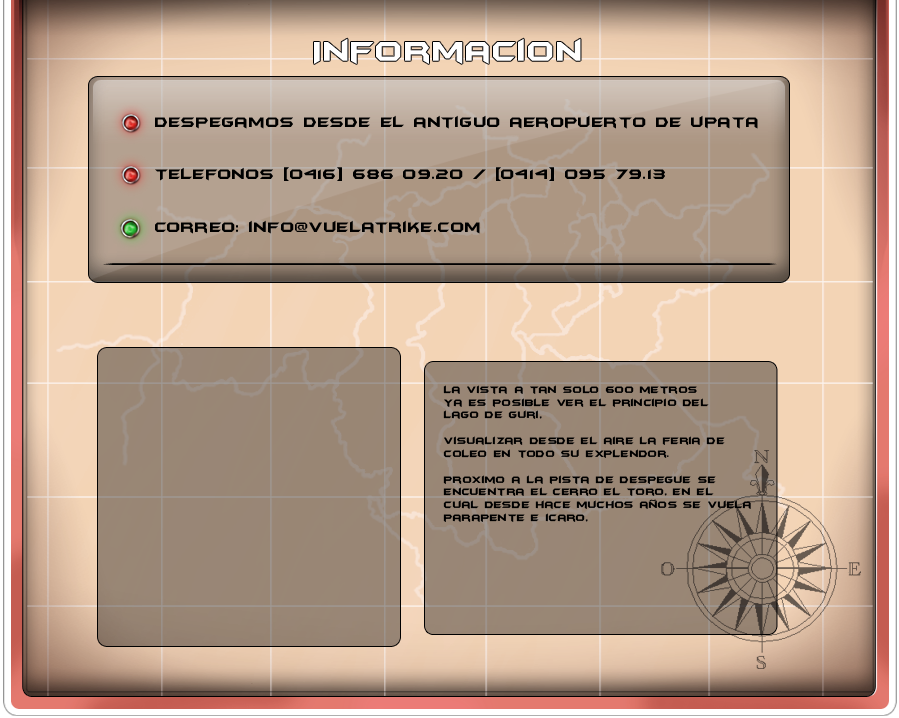 INFORMACION
DESPEGAMOS DESDE EL ANTIGUO AEROPUERTO DE UPATA
TELEFONOS [0416] 686 09.20 / [0414] 095 79.13
CORREO: INFO@VUELATRIKE.COM
LA VISTA A TAN SOLO 600 METROS
YA ES POSIBLE VER EL PRINCIPIO DEL
LAGO DE GURI.
VISUALIZAR DESDE EL AIRE LA FERIA DE
COLEO EN TODO SU EXPLENDOR.
PROXIMO A LA PISTA DE DESPEGUE SE
ENCUENTRA EL CERRO EL TORO. EN EL
CUAL DESDE HACE MUCHOS AÑOS SE VUELA
PARAPENTE E ICARO.
N
O E
S